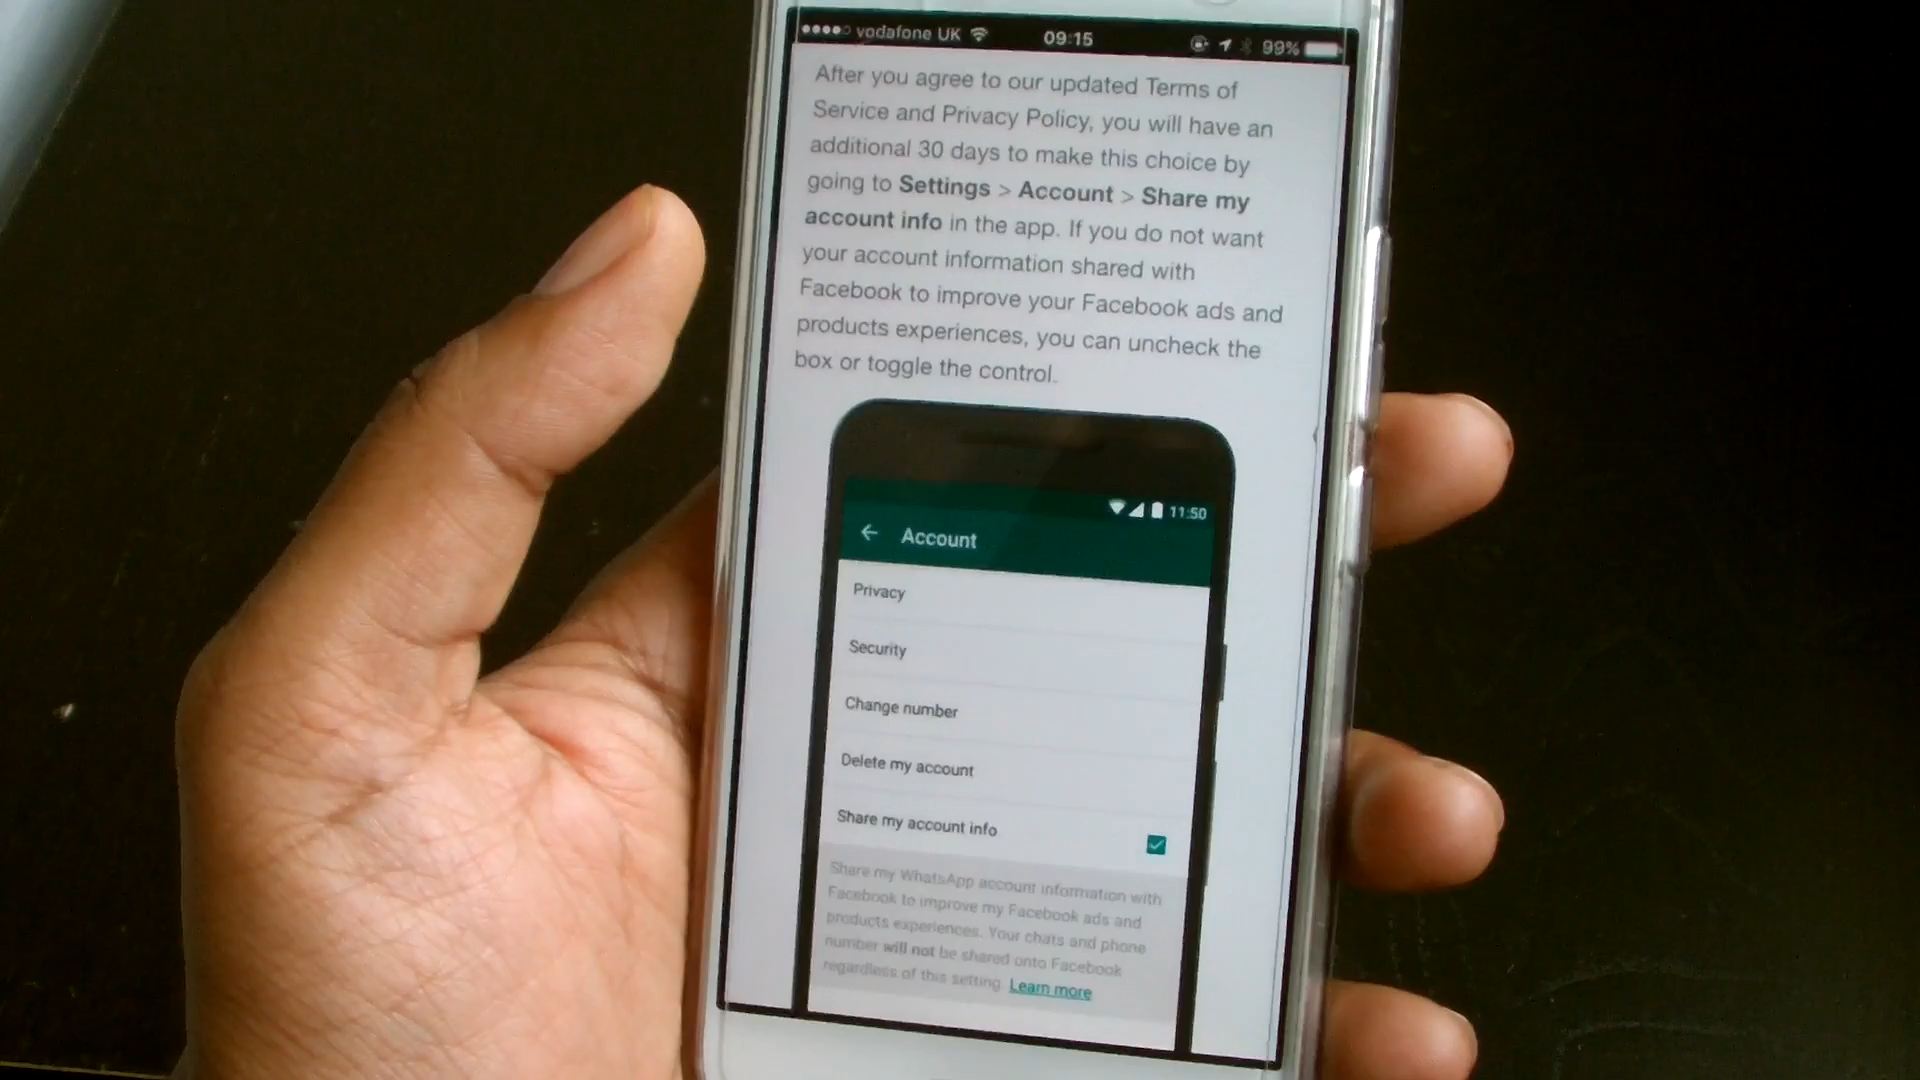 vodafone UK 09:15 99%
After you agree to our updated Terms of
Service and Privacy Policy, you will have an
additional 30 days to make this choice by
going to Settings > Account > Share my
account info in the app. If you do not want
your account information shared with
Facebook to improve your Facebook ads and
products experiences, you can uncheck the
box or toggle the control.
11:50
Account
Privacy
Security
Change number
Delete my account
Share my account info
Share my WhatsApp account information with
Facebook to improve my Facebook ads and
products experiences. Your chats and phone
number will not be shared onto Facebook
regardless of this setting. Learn more